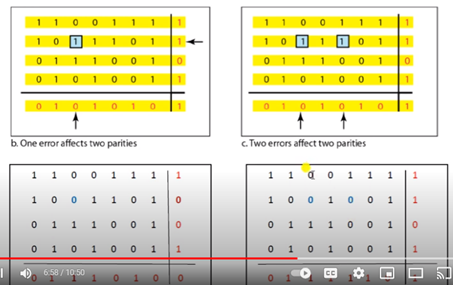 1 1 0 0 1 1 1 1
1 0 1 1 1 0 1 1
0 1 1 1 0 0 1 0
0 1 0 1 0 0 1 1
0 1 0 1 0 1 0 1
b. One error affects two parities
1 1 0 0 1 1 1 1
1 0 1 1 1 0 1 1
0 1 1 1 0 0 1 0
0 1 0 1 0 0 1 1
0 1 0 1 0 1 0 1
c. Two errors affect two parities
1 1 0 0 1 1 1 1
1 0 0 1 1 0 1 0
0 1 1 1 0 0 1 0
0 1 0 1 0 0 1 1
0 1 1 1 0 1 0 0
1 1 0 0 1 1 1 1
1 0 0 1 0 0 1 1
0 1 1 1 0 0 1 0
0 1 0 1 0 0 1 1
6:58 / 10:50
CC